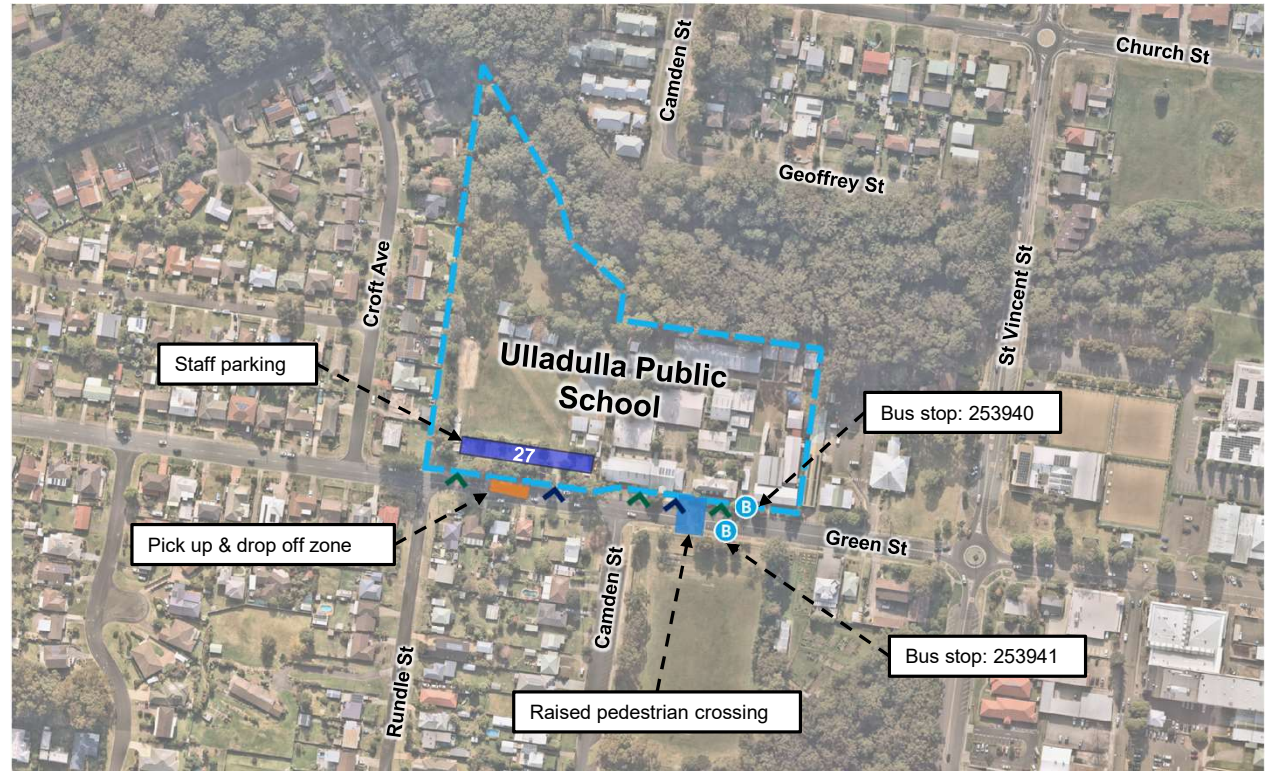 Camden St
Church St
Geoffrey St
Croft Ave
St Vincent St
Staff parking
Ulladulla Public
School
Bus stop: 253940
27
B
B
Pick up & drop off zone
Green St
Camden St
Rundle St
Bus stop: 253941
Raised pedestrian crossing